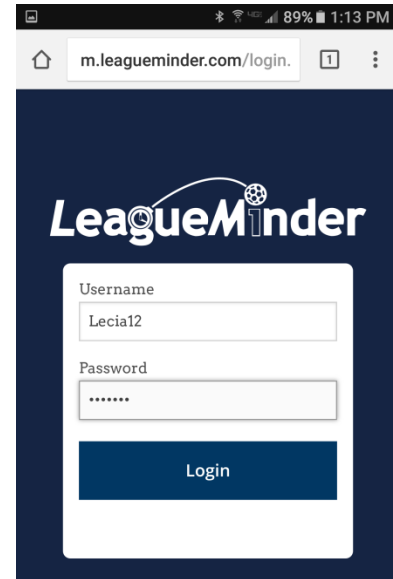 89% 1:13 PM
m.leagueminder.com/login. 1
LeagueMinder
Username
Lecia12
Password
•••••••
Login